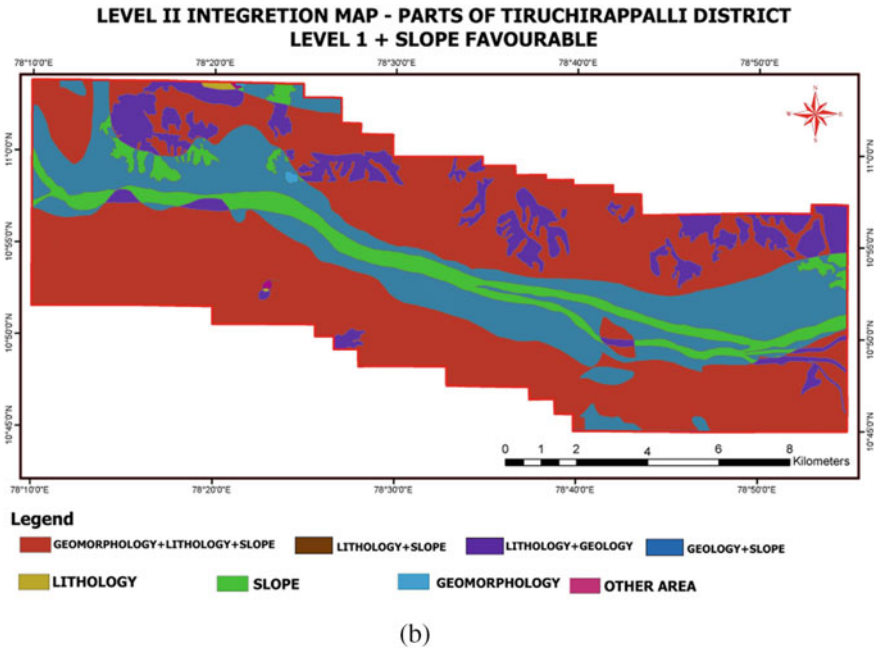 LEVEL II INTEGRETION MAP - PARTS OF TIRUCHIRAPPALLI DISTRICT
LEVEL 1 + SLOPE FAVOURABLE
78°10'0"E 78°20'0"E 78°30'0"E 78°40'0"E 78°50'0"E
N
W E
S
11°0'0"N 11°0'0"N
10°55'0"N 10°55'0"N
10°50'0"N 10°50'0"N
10°45'0"N 10°45'0"N
0 1 2 4 6 8
Kilometers
78°10'0"E 78°20'0"E 78°30'0"E 78°40'0"E 78°50'0"E
Legend
GEOMORPHOLOGY+LITHOLOGY+SLOPE LITHOLOGY+SLOPE LITHOLOGY+GEOLOGY GEOLOGY+SLOPE
LITHOLOGY SLOPE GEOMORPHOLOGY OTHER AREA
(b)